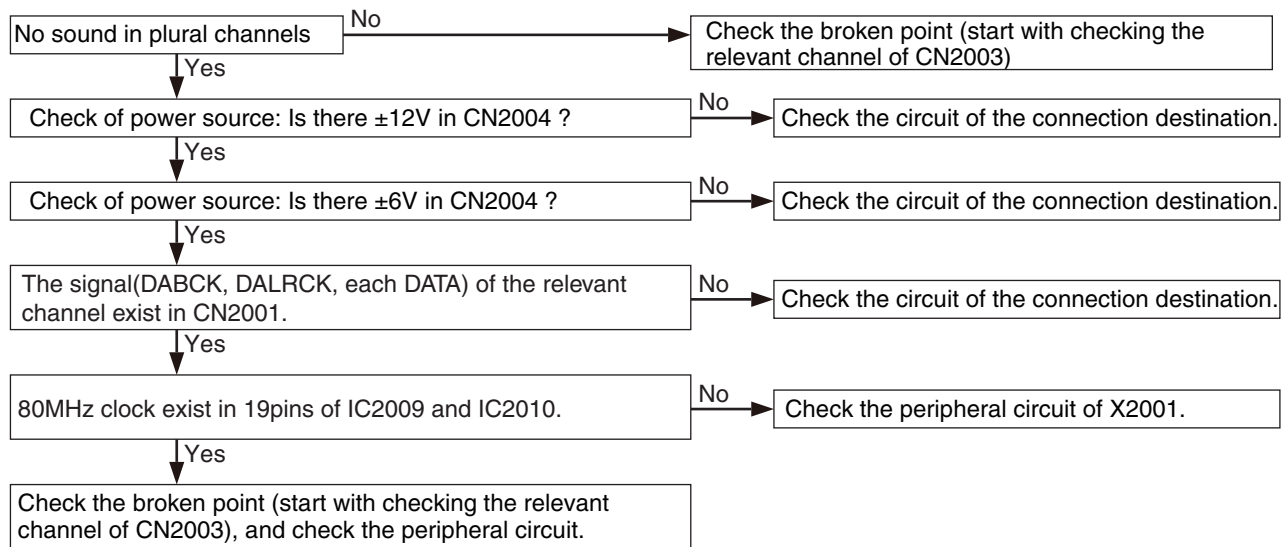 No sound in plural channels
No
Check the broken point (start with checking the
relevant channel of CN2003)
Yes
Check of power source: Is there ±12V in CN2004 ?
No
Check the circuit of the connection destination.
Yes
Check of power source: Is there ±6V in CN2004 ?
No
Check the circuit of the connection destination.
Yes
The signal(DABCK, DALRCK, each DATA) of the relevant
channel exist in CN2001.
No
Check the circuit of the connection destination.
Yes
80MHz clock exist in 19pins of IC2009 and IC2010.
No
Check the peripheral circuit of X2001.
Yes
Check the broken point (start with checking the relevant
channel of CN2003), and check the peripheral circuit.